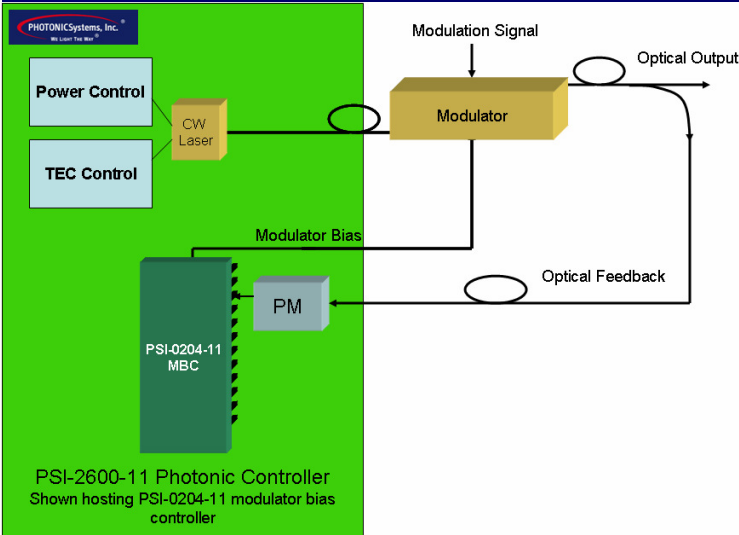 PHOTONICSystems, Inc.®
WE LIGHT THE WAY®
Modulation Signal
Optical Output
Power Control
CW
Laser
Modulator
TEC Control
Modulator Bias
Optical Feedback
PM
PSI-0204-11
MBC
PSI-2600-11 Photonic Controller
Shown hosting PSI-0204-11 modulator bias
controller